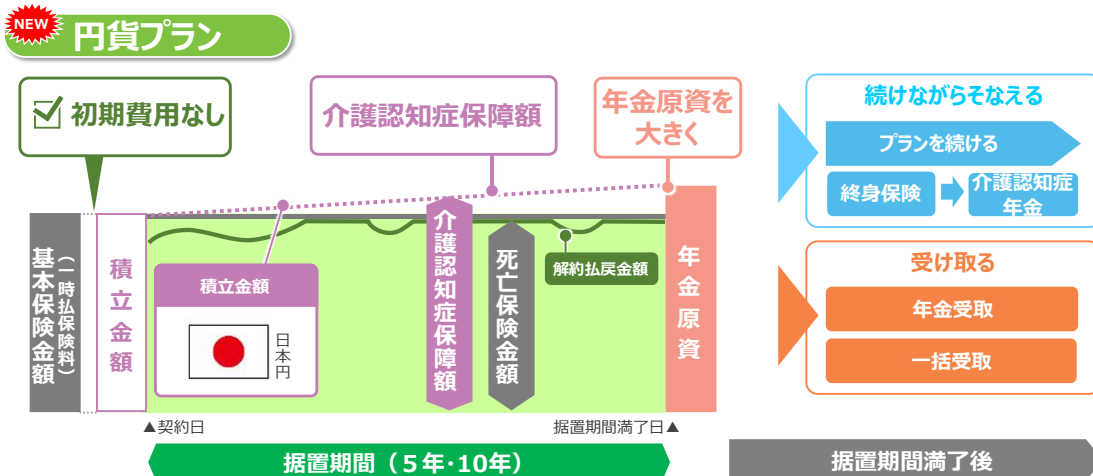 NEW
円貨プラン
初期費用なし
介護認知症保障額
年金原資を
大きく
基本保険金額
(一時払保険料)
積立金額
積立金額
日本円
介護認知症保障額
死亡保険金額
解約払戻金額
年金原資
▲契約日
据置期間満了日▲
据置期間(5年・10年)
続けながらそなえる
プランを続ける
終身保険
介護認知症
年金
受け取る
年金受取
一括受取
据置期間満了後